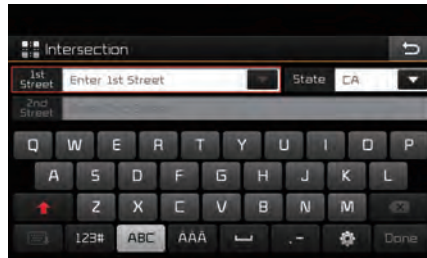 Intersection
1st Street Enter 1st Street State CA
2nd Street
Q W E R T Y U I O P
A S D F G H J K L
Z X C V B N M
123# ABC ÀÁÂ .- Done